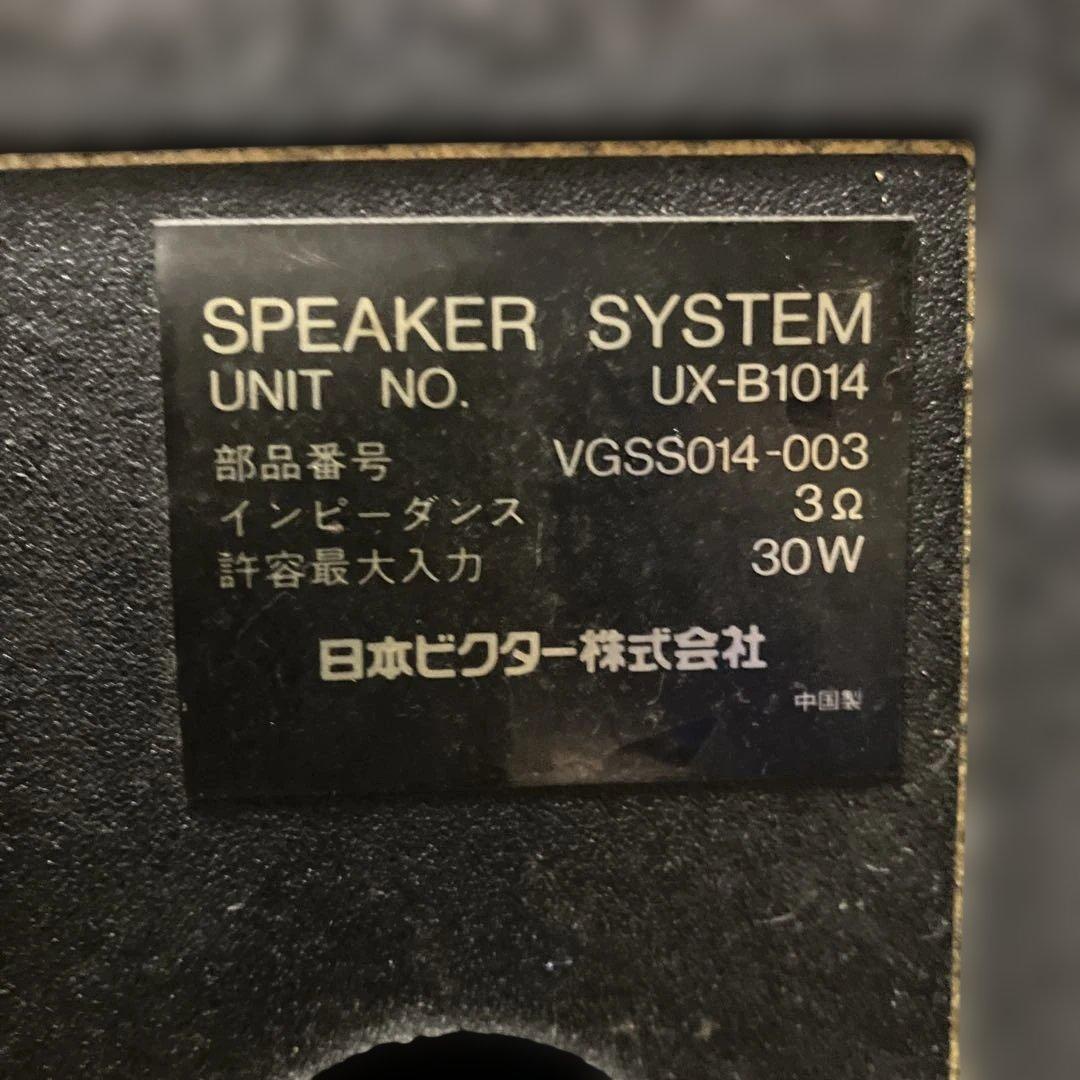 SPEAKER SYSTEM
UNIT NO. UX-B1014
部品番号 VGSS014-003
インピーダンス 3Ω
許容最大入力 30W
日本ビクター株式会社
中国製